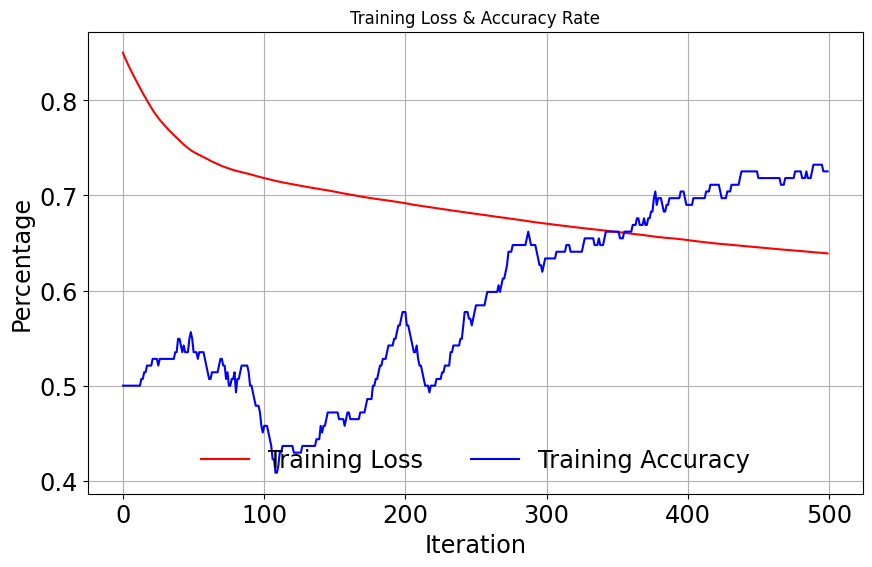 Training Loss & Accuracy Rate
Percentage
0.8
0.7
0.6
0.5
0.4
Training Loss
Training Accuracy
0 100 200 300 400 500
Iteration